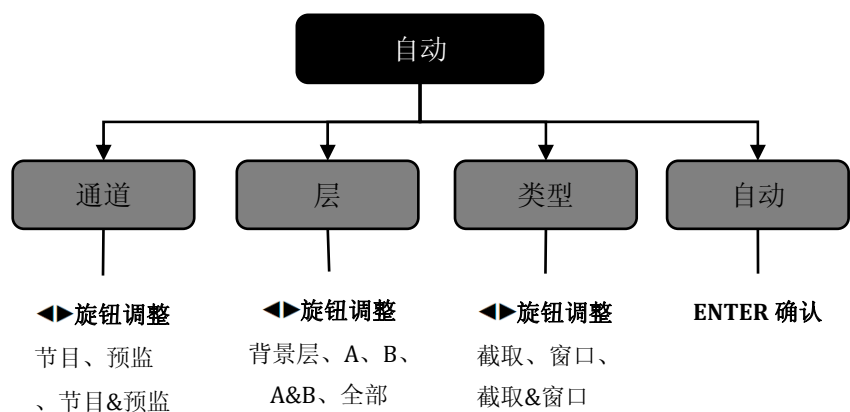 自动
通道
层
类型
自动
◀▶旋钮调整
节目、预监
、节目&预监
◀▶旋钮调整
背景层、A、B、
A&B、全部
◀▶旋钮调整
截取、窗口、
截取&窗口
ENTER 确认